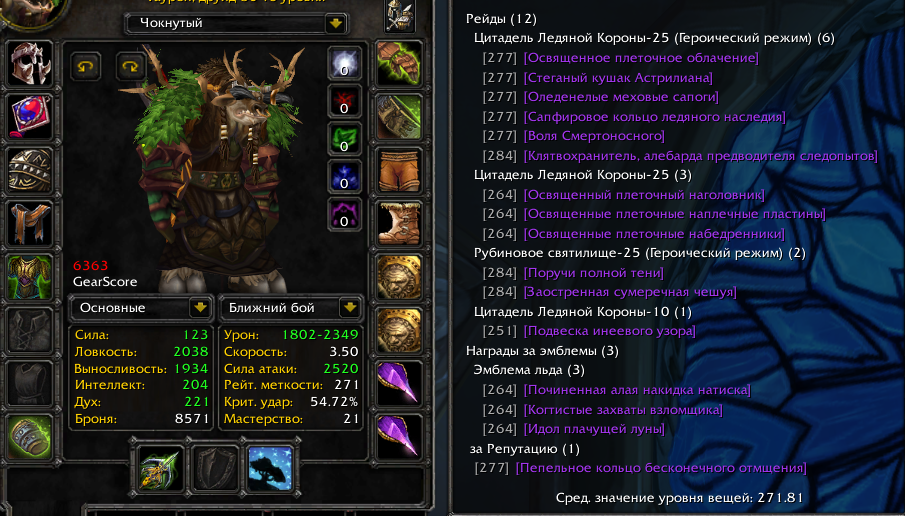 Чокнутый
0
0
0
0
0
6363
GearScore
Основные
Ближний бой
Сила: 123
Ловкость: 2038
Выносливость: 1934
Интеллект: 204
Дух: 221
Броня: 8571
Урон: 1802-2349
Скорость: 3.50
Сила атаки: 2520
Рейт. меткости: 271
Крит. удар: 54.72%
Мастерство: 21
Рейды (12)
Цитадель Ледяной Короны-25 (Героический режим) (6)
[277] [Освященное плеточное облачение]
[277] [Стеганый кушак Астрилиана]
[277] [Оледенелые меховые сапоги]
[277] [Сапфировое кольцо ледяного наследия]
[277] [Воля Смертоносного]
[284] [Клятвохранитель, алебарда предводителя следопытов]
Цитадель Ледяной Короны-25 (3)
[264] [Освященный плеточный наголовник]
[264] [Освященные плеточные наплечные пластины]
[264] [Освященные плеточные набедренники]
Рубиновое святилище-25 (Героический режим) (2)
[284] [Поручи полной тени]
[284] [Заостренная сумеречная чешуя]
Цитадель Ледяной Короны-10 (1)
[251] [Подвеска инеевого узора]
Награды за эмблемы (3)
Эмблема льда (3)
[264] [Починенная алая накидка натиска]
[264] [Когтистые захваты взломщика]
[264] [Идол плачущей луны]
за Репутацию (1)
[277] [Пепельное кольцо бесконечного отмщения]
Сред. значение уровня вещей: 271.81